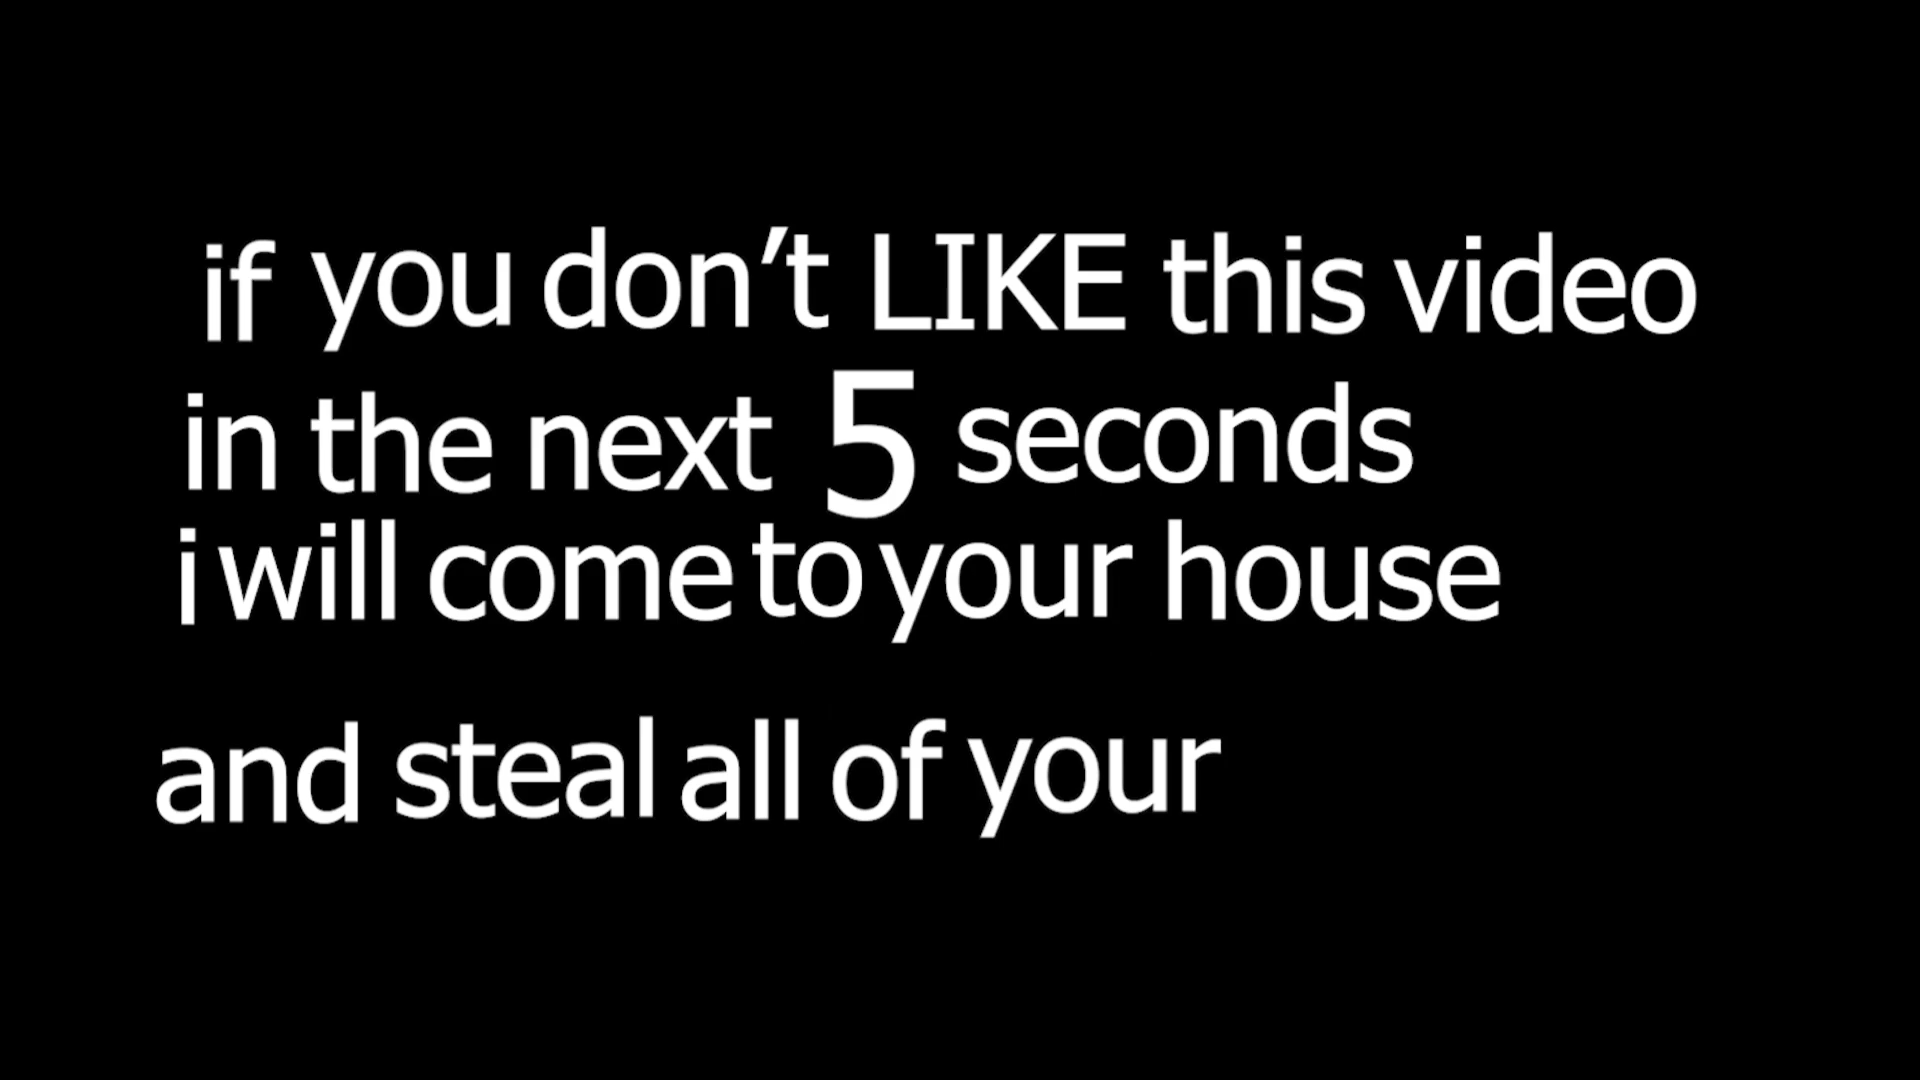 if you don’t LIKE this video
in the next 5 seconds
i will come to your house
and steal all of your